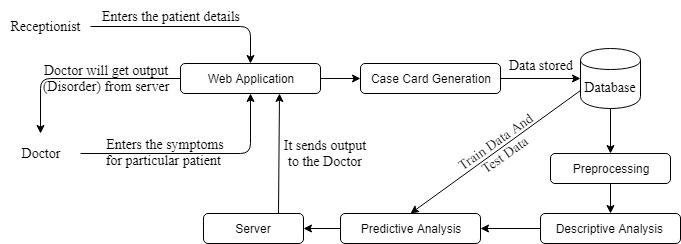 Receptionist
Enters the patient details
Doctor will get output
(Disorder) from server
Web Application
Case Card Generation
Data stored
Database
Doctor
Enters the symptoms
for particular patient
It sends output
to the Doctor
Train Data And
Test Data
Preprocessing
Server
Predictive Analysis
Descriptive Analysis